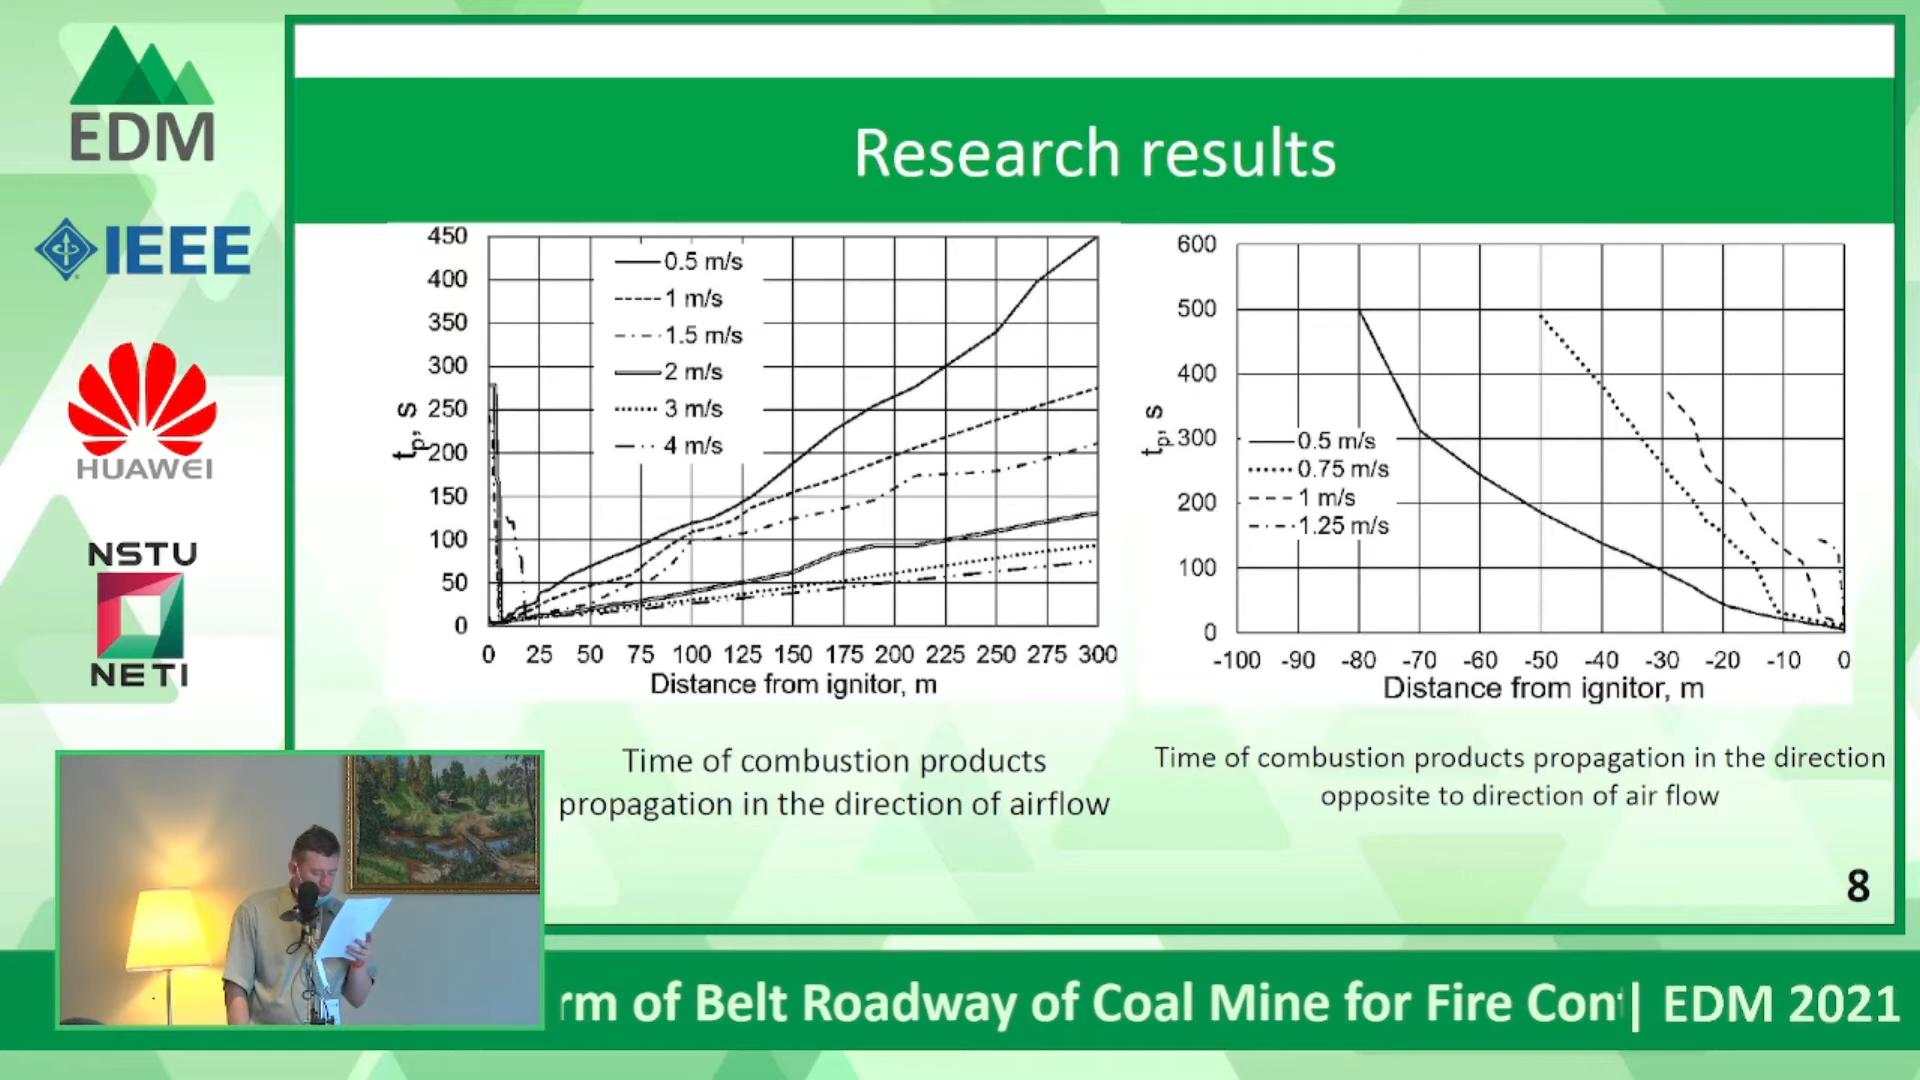 EDM
IEEE
HUAWEI
NSTU
NETI
Research results
450
400
350
300
250
200
150
100
50
0
tp, s
0.5 m/s
1 m/s
1.5 m/s
2 m/s
3 m/s
4 m/s
0 25 50 75 100 125 150 175 200 225 250 275 300
Distance from ignitor, m
Time of combustion products
propagation in the direction of airflow
600
500
400
300
200
100
0
tp, s
0.5 m/s
0.75 m/s
1 m/s
1.25 m/s
-100 -90 -80 -70 -60 -50 -40 -30 -20 -10 0
Distance from ignitor, m
Time of combustion products propagation in the direction
opposite to direction of air flow
8
rm of Belt Roadway of Coal Mine for Fire Con | EDM 2021